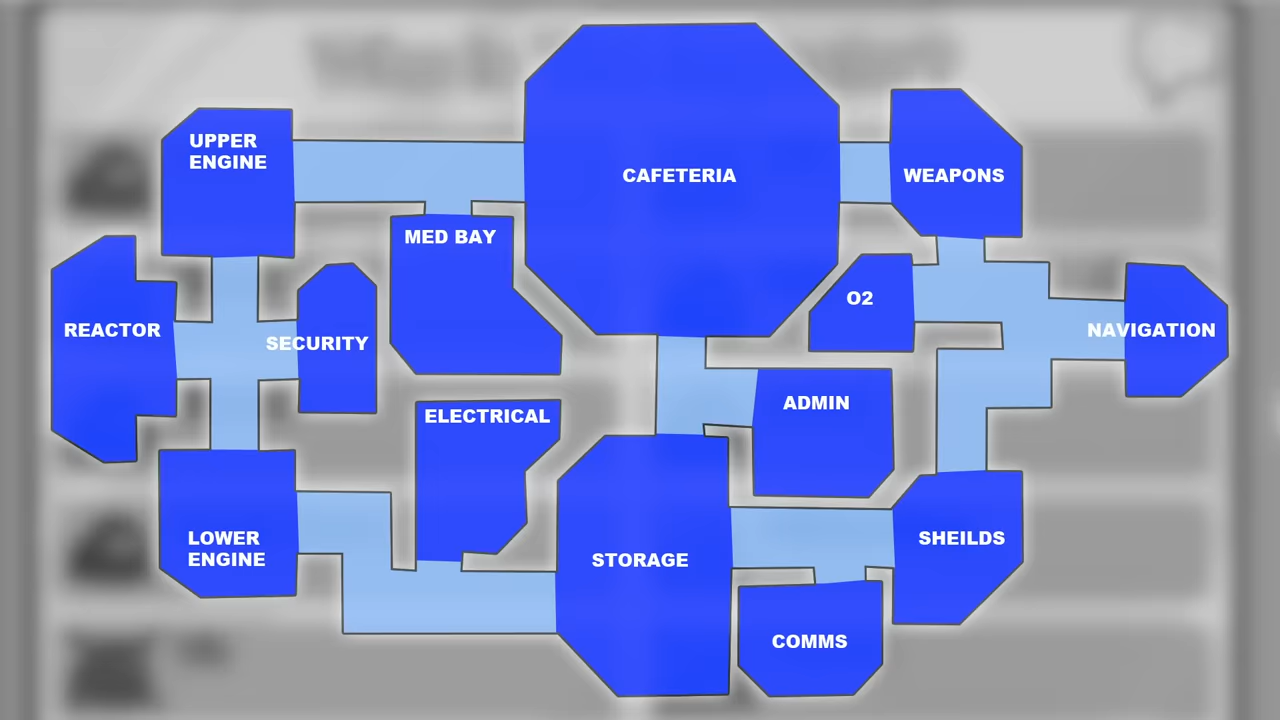 UPPER
ENGINE
CAFETERIA
WEAPONS
MED BAY
O2
REACTOR
SECURITY
NAVIGATION
ADMIN
ELECTRICAL
LOWER
ENGINE
STORAGE
SHEILDS
COMMS